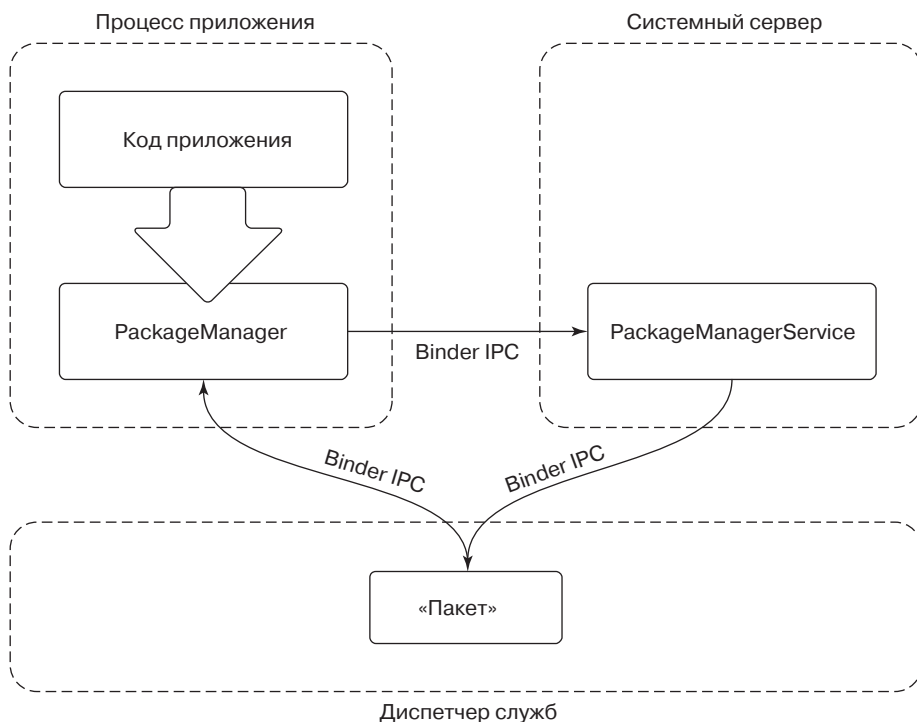 Процесс приложения
Системный сервер
Код приложения
PackageManager
Binder IPC
PackageManagerService
Binder IPC
Binder IPC
«Пакет»
Диспетчер служб